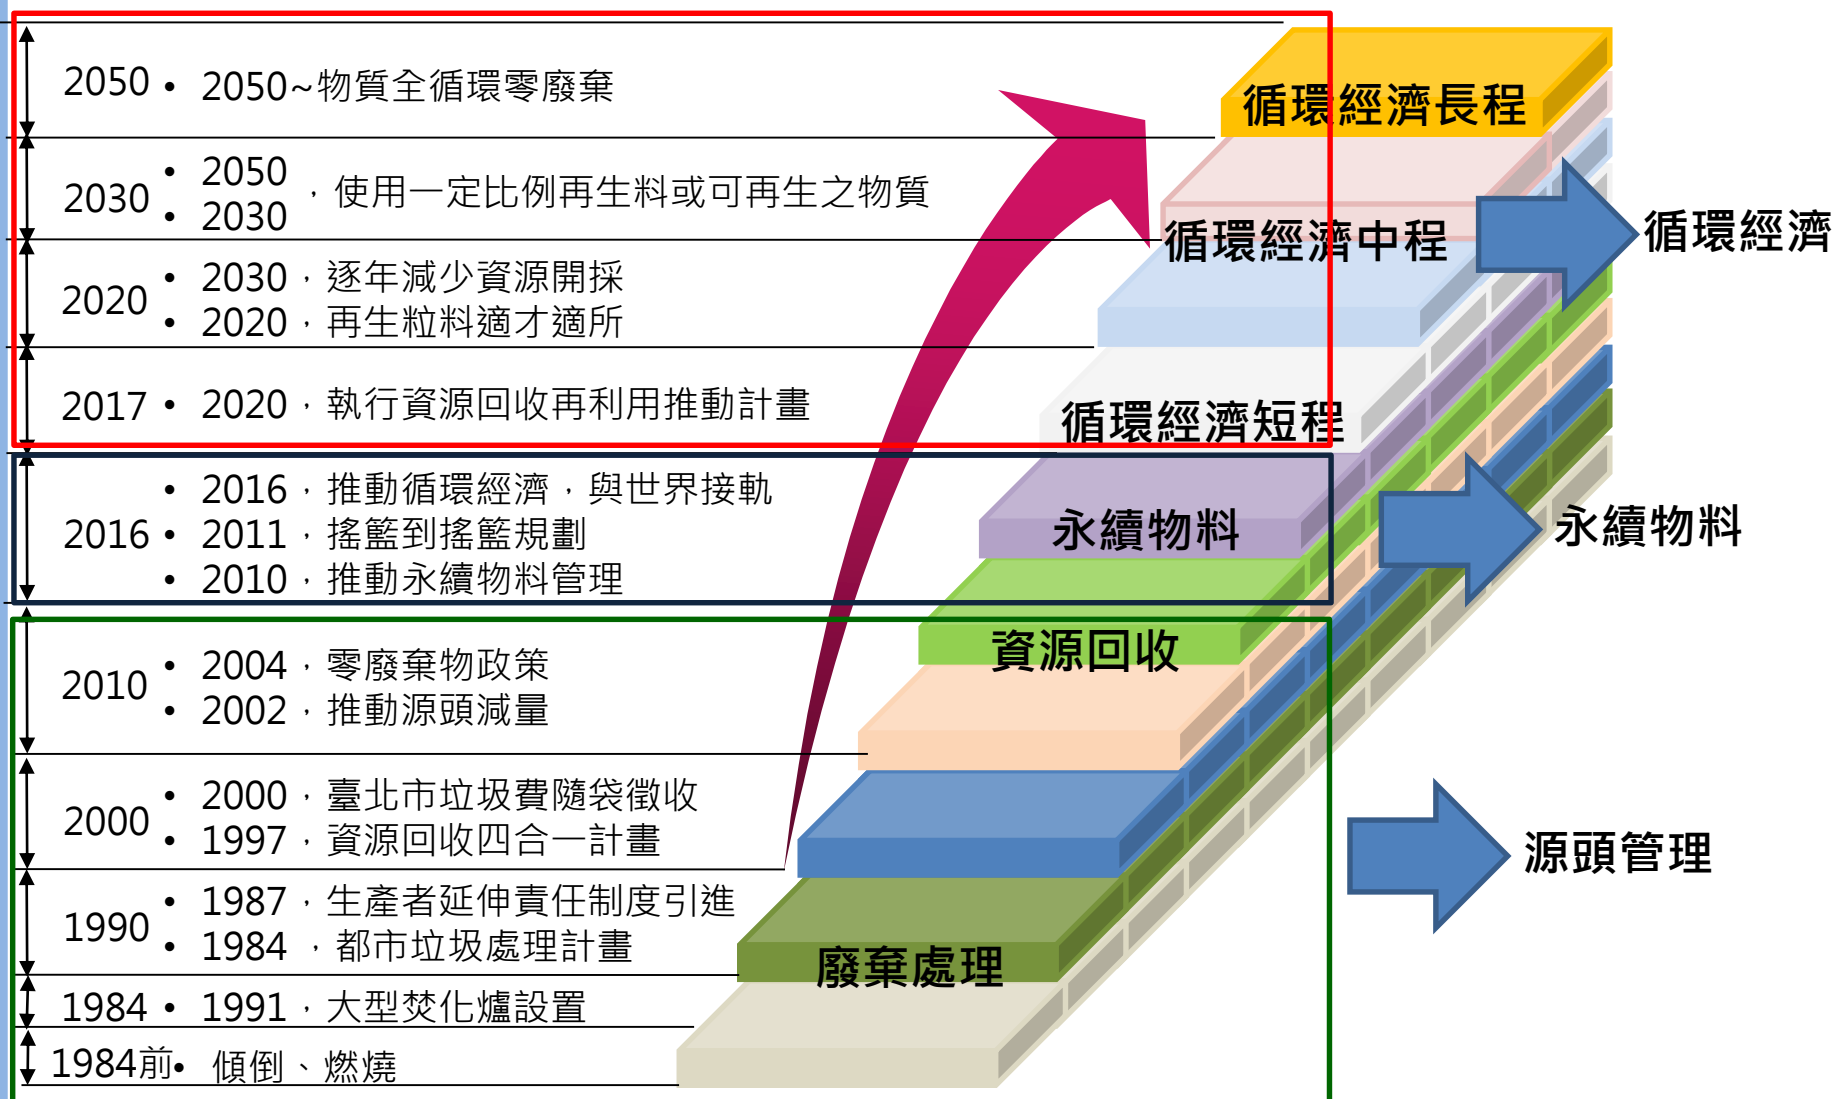 2050
• 2050~物質全循環零廢棄
2030
• 2050
• 2030
，使用一定比例再生料或可再生之物質
2020
• 2030，逐年減少資源開採
• 2020，再生粒料適才適所
2017
• 2020，執行資源回收再利用推動計畫
2016
• 2016，推動循環經濟，與世界接軌
• 2011，搖籃到搖籃規劃
• 2010，推動永續物料管理
2010
• 2004，零廢棄物政策
• 2002，推動源頭減量
2000
• 2000，臺北市垃圾費隨袋徵收
• 1997，資源回收四合一計畫
1990
• 1987，生產者延伸責任制度引進
• 1984，都市垃圾處理計畫
1984
• 1991，大型焚化爐設置
1984前
• 傾倒、燃燒
循環經濟長程
循環經濟中程
循環經濟短程
永續物料
資源回收
廢棄處理
循環經濟
永續物料
源頭管理